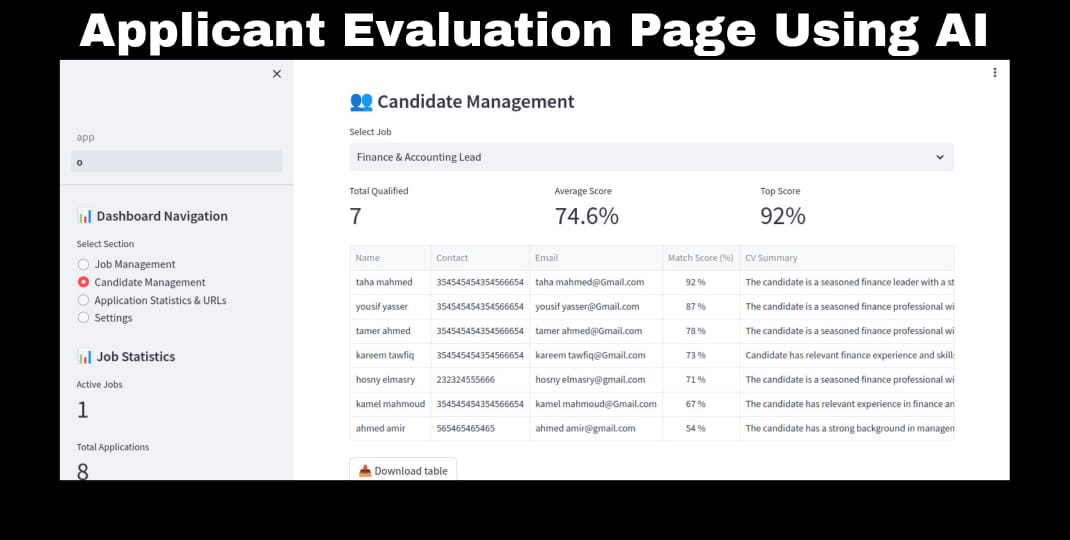 Applicant Evaluation Page Using AI
app
o
Dashboard Navigation
Select Section
Job Management
Candidate Management
Application Statistics & URLs
Settings
Job Statistics
Active Jobs
1
Total Applications
8
Candidate Management
Select Job
Finance & Accounting Lead
Total Qualified Average Score Top Score
7 74.6% 92%
Name Contact Email Match Score (%) CV Summary
taha mahmed 354545454354566654 taha mahmed@Gmail.com 92 % The candidate is a seasoned finance leader with a st
yousif yasser 354545454354566654 yousif yasser@Gmail.com 87 % The candidate is a seasoned finance professional wi
tamer ahmed 354545454354566654 tamer ahmed@Gmail.com 78 % The candidate is a seasoned finance professional wi
kareem tawfiq 354545454354566654 kareem tawfiq@Gmail.com 73 % Candidate has relevant finance experience and skill
hosny elmasry 232324555666 hosny elmasry@gmail.com 71 % The candidate is a seasoned finance professional wi
kamel mahmoud 354545454354566654 kamel mahmoud@Gmail.com 67 % The candidate has relevant experience in finance an
ahmed amir 565465465465 ahmed amir@gmail.com 54 % The candidate has a strong background in managen
Download table